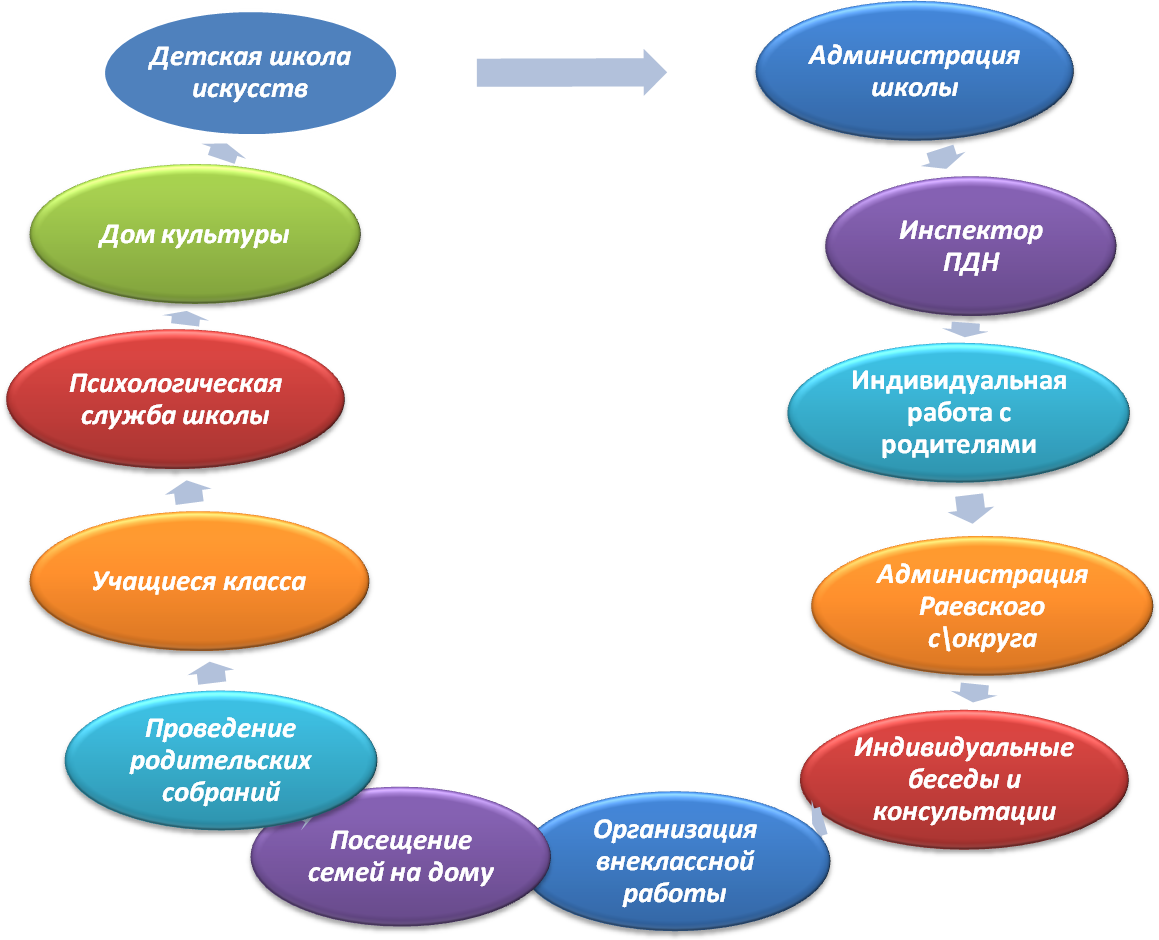 Детская школа
искусств
Администрация
школы
Инспектор
ПДН
Индивидуальная
работа с
родителями
Администрация
Раевского
с\округа
Индивидуальные
беседы и
консультации
Организация
внеклассной
работы
Посещение
семей на дому
Проведение
родительских
собраний
Учащиеся класса
Психологическая
служба школы
Дом культуры